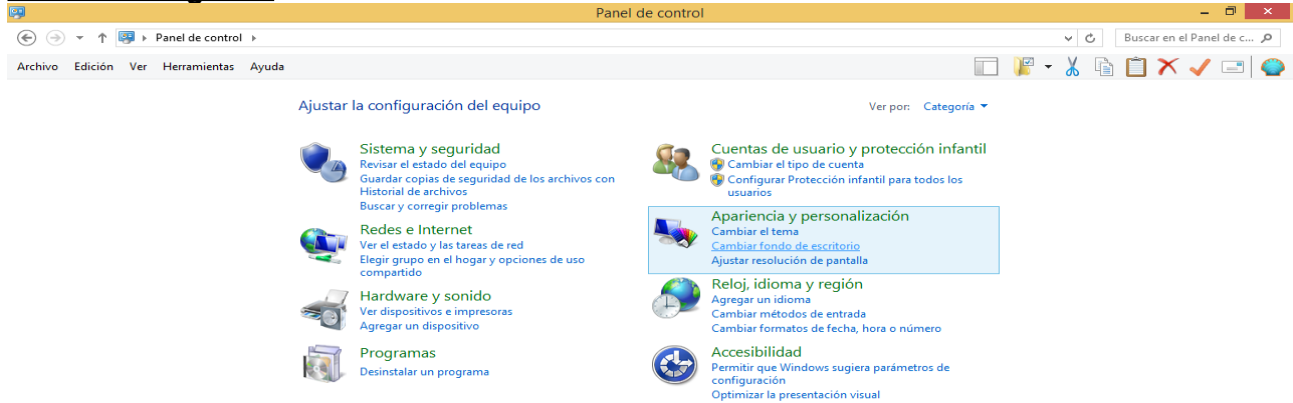 Panel de control
Panel de control
Buscar en el Panel de c...
Archivo Edición Ver Herramientas Ayuda
Ajustar la configuración del equipo
Ver por: Categoría
Sistema y seguridad
Revisar el estado del equipo
Guardar copias de seguridad de los archivos con
Historial de archivos
Buscar y corregir problemas
Redes e Internet
Ver el estado y las tareas de red
Elegir grupo en el hogar y opciones de uso
compartido
Hardware y sonido
Ver dispositivos e impresoras
Agregar un dispositivo
Programas
Desinstalar un programa
Cuentas de usuario y protección infantil
Cambiar el tipo de cuenta
Configurar Protección infantil para todos los
usuarios
Apariencia y personalización
Cambiar el tema
Cambiar fondo de escritorio
Ajustar resolución de pantalla
Reloj, idioma y región
Agregar un idioma
Cambiar métodos de entrada
Cambiar formatos de fecha, hora o número
Accesibilidad
Permitir que Windows sugiera parámetros de
configuración
Optimizar la presentación visual